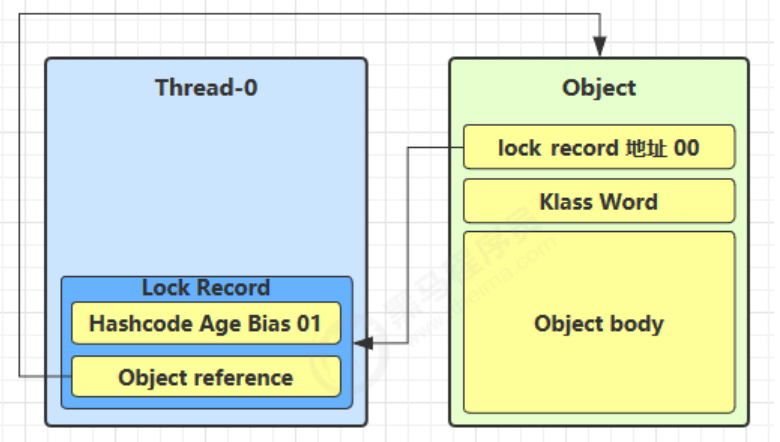 Thread-0
Lock Record
Hashcode Age Bias 01
Object reference
Object
lock record 地址 00
Klass Word
Object body
黑马程序员
www.itheima.com